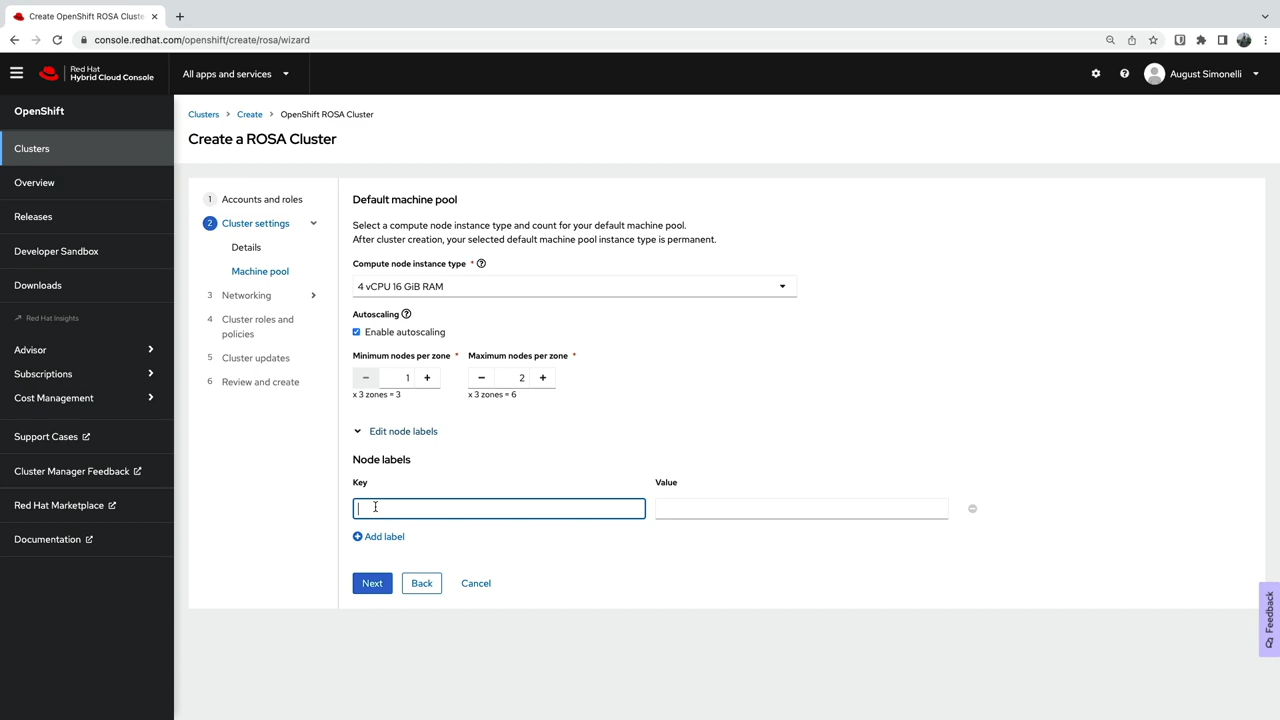 Create OpenShift ROSA Cluste
console.redhat.com/openshift/create/rosa/wizard
Red Hat
Hybrid Cloud Console
All apps and services
August Simonelli
OpenShift
Clusters
Overview
Releases
Developer Sandbox
Downloads
Red Hat Insights
Advisor
Subscriptions
Cost Management
Support Cases
Cluster Manager Feedback
Red Hat Marketplace
Documentation
Clusters > Create > OpenShift ROSA Cluster
Create a ROSA Cluster
1 Accounts and roles
2 Cluster settings
Details
Machine pool
3 Networking
4 Cluster roles and
policies
5 Cluster updates
6 Review and create
Default machine pool
Select a compute node instance type and count for your default machine pool.
After cluster creation, your selected default machine pool instance type is permanent.
Compute node instance type *
4 vCPU 16 GiB RAM
Autoscaling
Enable autoscaling
Minimum nodes per zone * Maximum nodes per zone *
− 1 + − 2 +
x 3 zones = 3 x 3 zones = 6
Edit node labels
Node labels
Key Value
Add label
Next Back Cancel
Feedback